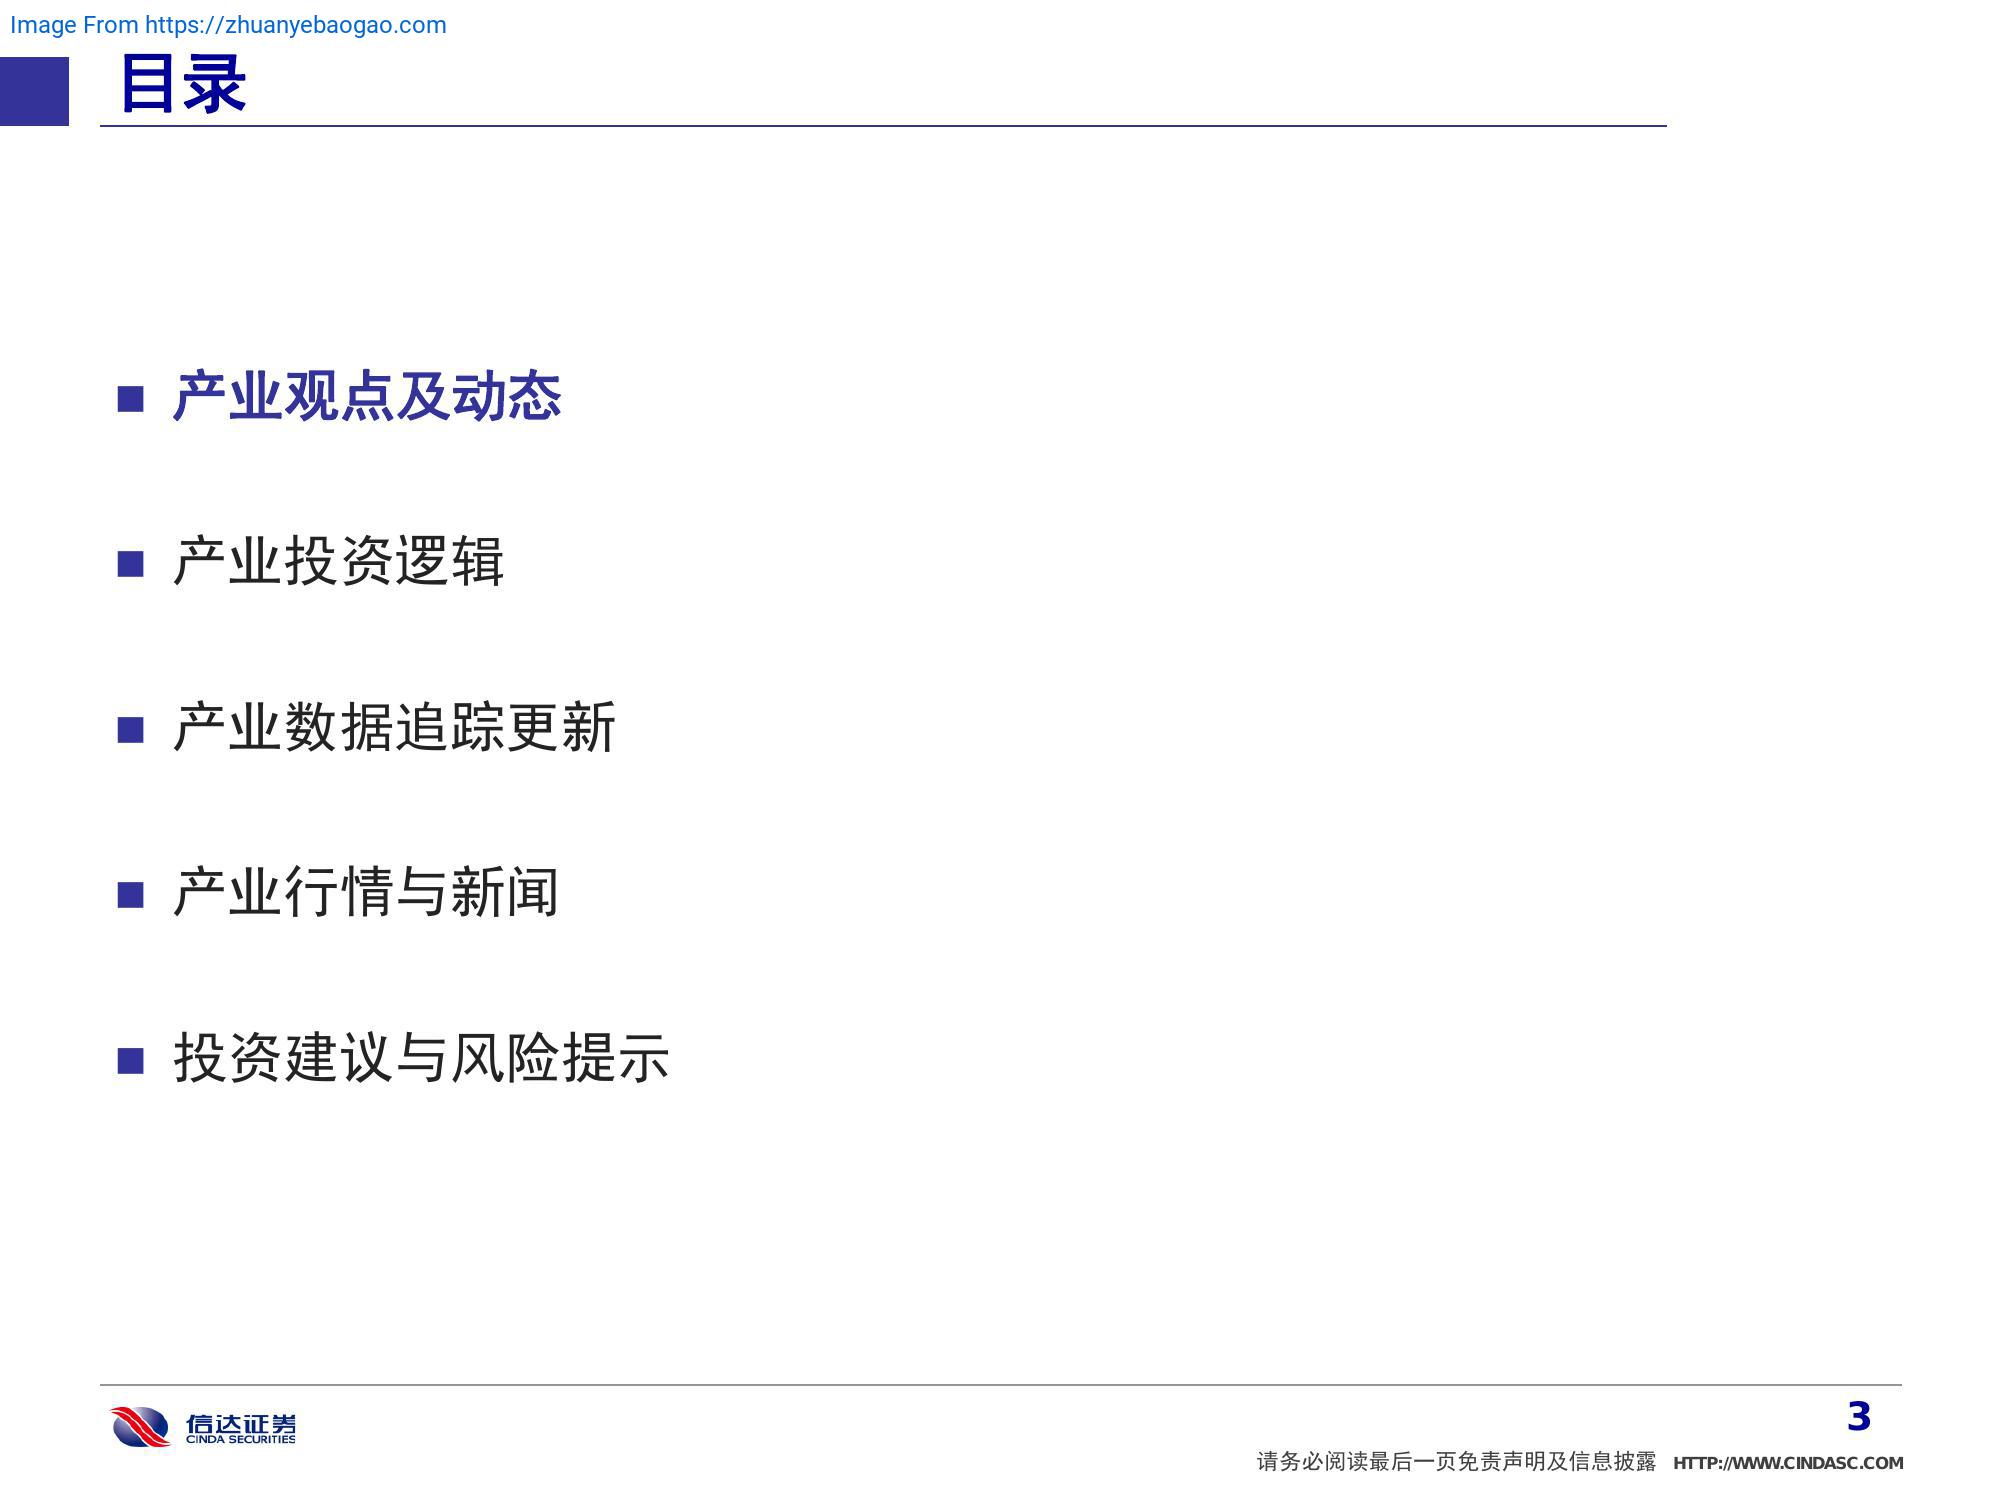 Image From https://zhuanyebaogao.com
目录
■ 产业观点及动态
■ 产业投资逻辑
■ 产业数据追踪更新
■ 产业行情与新闻
■ 投资建议与风险提示
信达证券
CINDA SECURITIES
3
请务必阅读最后一页免责声明及信息披露 HTTP://WWW.CINDASC.COM